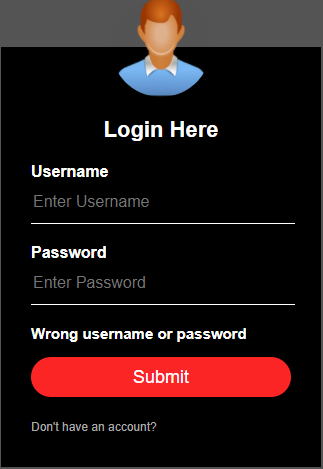 Login Here
Username
Enter Username
Password
Enter Password
Wrong username or password
Submit
Don't have an account?